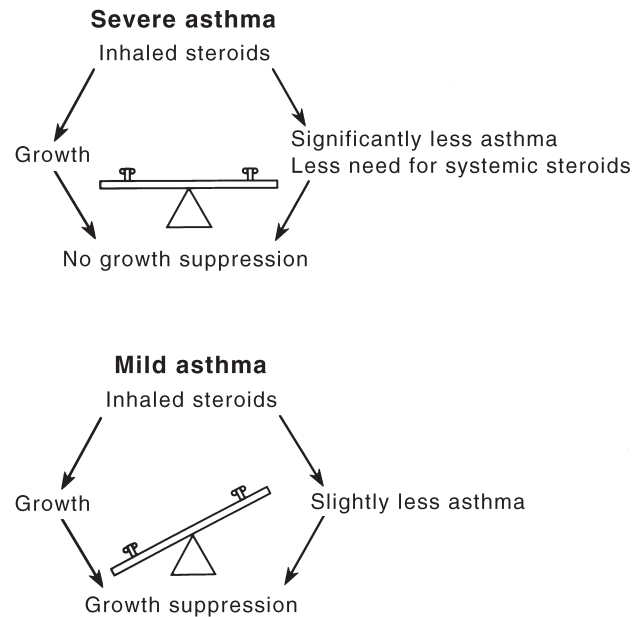 Severe asthma
Inhaled steroids
Growth
Significantly less asthma
Less need for systemic steroids
No growth suppression
Mild asthma
Inhaled steroids
Growth
Slightly less asthma
Growth suppression